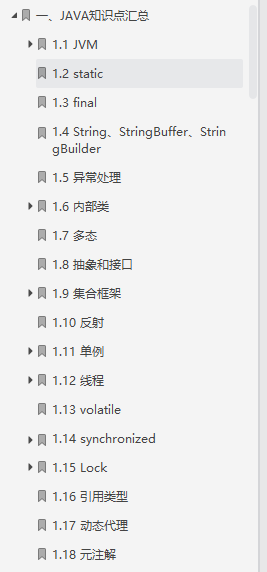 一、JAVA知识点汇总
1.1 JVM
1.2 static
1.3 final
1.4 String、StringBuffer、Strin
gBuilder
1.5 异常处理
1.6 内部类
1.7 多态
1.8 抽象和接口
1.9 集合框架
1.10 反射
1.11 单例
1.12 线程
1.13 volatile
1.14 synchronized
1.15 Lock
1.16 引用类型
1.17 动态代理
1.18 元注解